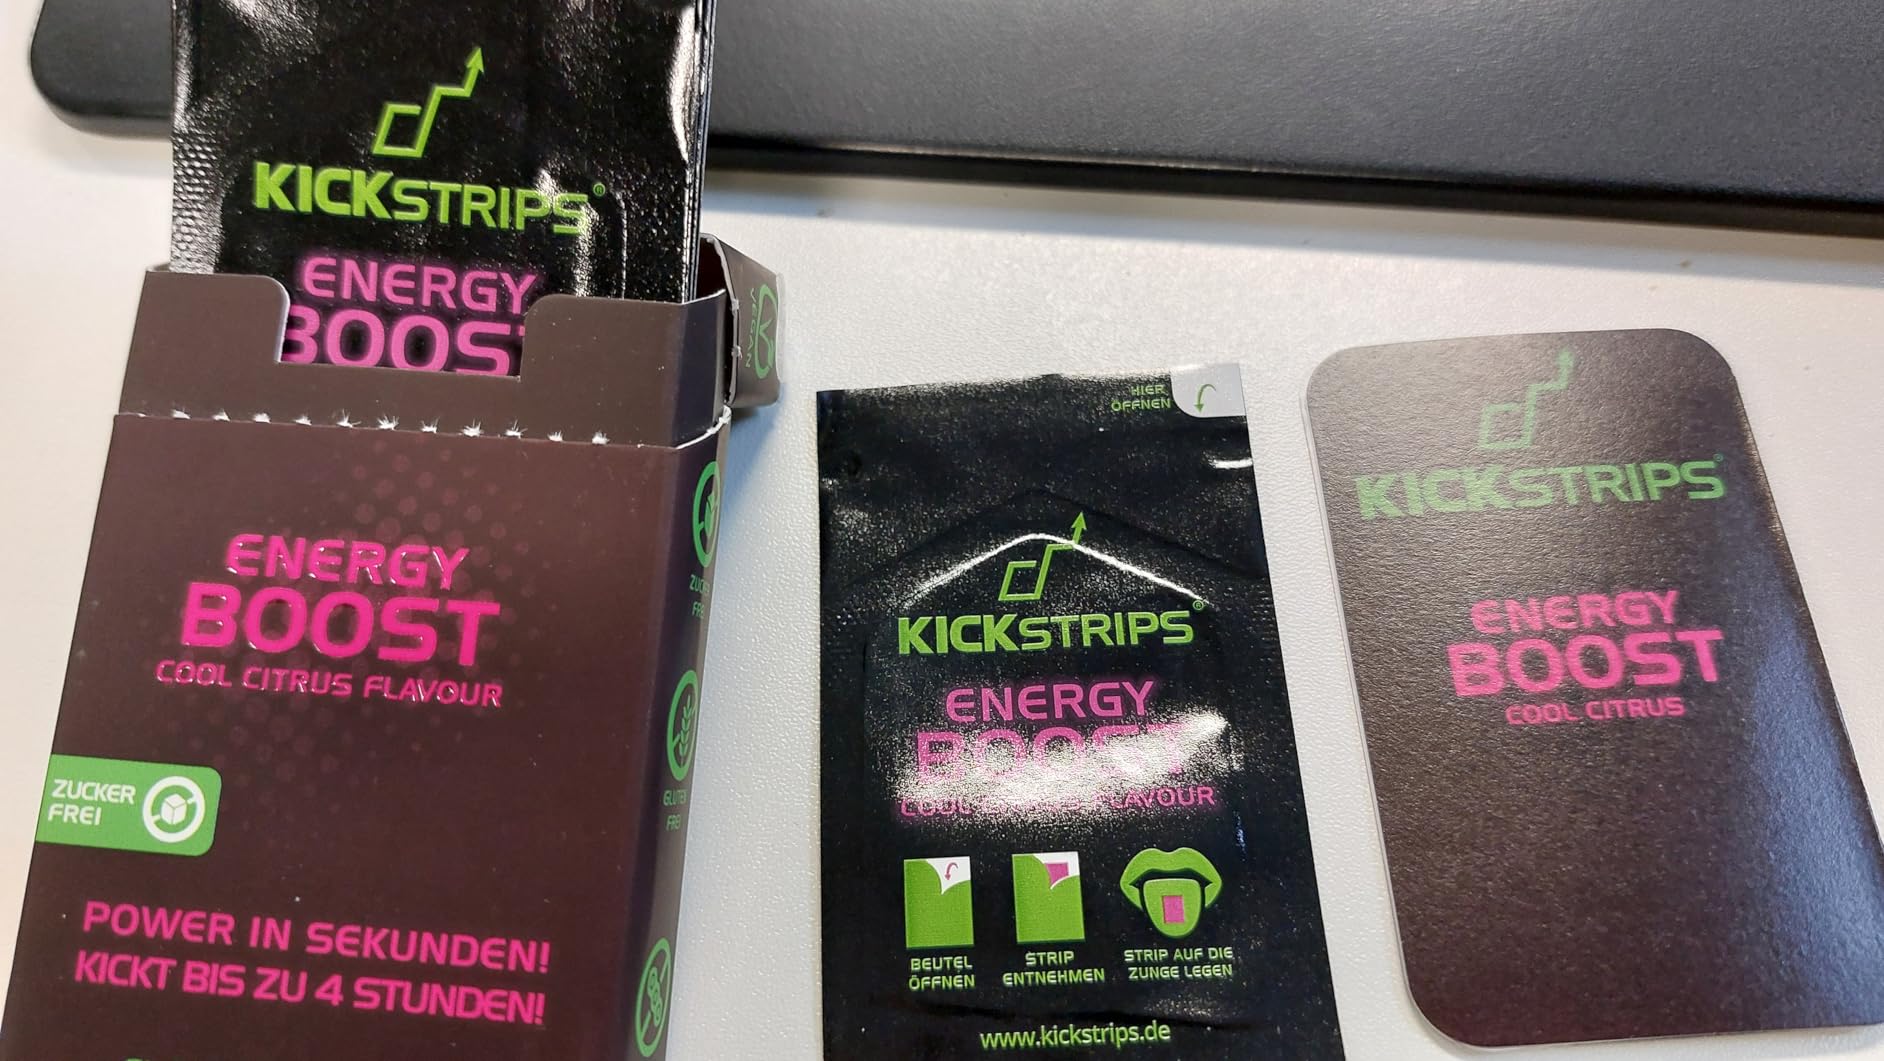 KICKSTRIPS®
ENERGY
BOOST
VEGAN
ENERGY
BOOST
COOL CITRUS FLAVOUR
ZUCKER
FREI
POWER IN SEKUNDEN!
KICKT BIS ZU 4 STUNDEN!
GLUTEN
FREI
HIER
ÖFFNEN
KICKSTRIPS®
ENERGY
BOOST
COOL CITRUS FLAVOUR
BEUTEL
ÖFFNEN
STRIP
ENTNEHMEN
STRIP AUF DIE
ZUNGE LEGEN
www.kickstrips.de
KICKSTRIPS®
ENERGY
BOOST
COOL CITRUS